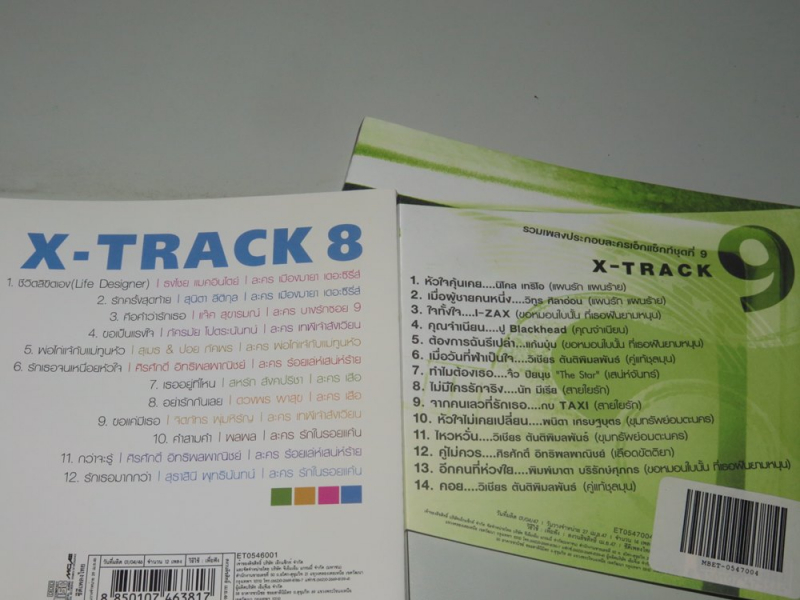 X-TRACK 8
1. ชีวิตลิขิตเอง(Life Designer) | ธงไชย แมคอินไตย์ | ละคร เมืองมายา เดอะซีรี่ส์
2. รักครั้งสุดท้าย | สุนิตา ลีติกุล | ละคร เมืองมายา เดอะซีรี่ส์
3. คือคำว่ารักเธอ | แจ๊ค สุขารมณ์ | ละคร บางรักซอย 9
4. ขอเป็นแรงใจ | ภัครมัย โปตระนันทน์ | ละคร เทพีท่าสังเวียน
5. พ่อไก่แจ้กับแม่ทูนหัว | สุเมธ & ปอย ภัคพร | ละคร พ่อไก่แจ้กับแม่ทูนหัว
6. รักเธอจนเหนื่อยหัวใจ | ศิรศักดิ์ อิทธิพลพาณิชย์ | ละคร ร้อยเล่ห์เสน่ห์ร้าย
7. เธออยู่ที่ไหน | สหรัถ สังคปรีชา | ละคร เสือ
8. อย่ารักกันเลย | ดวงพร ผาสุข | ละคร เสือ
9. ขอแค่มีเธอ | จิตภัทร พุ่มหิรัญ | ละคร เทพีท่าสังเวียน
10. คำสามคำ | พลพล | ละคร รักในรอยแค้น
11. กว่าจะรู้ | ศิรศักดิ์ อิทธิพลพาณิชย์ | ละคร ร้อยเล่ห์เสน่ห์ร้าย
12. รักเธอมากกว่า | สุราสินี พุทธินันทน์ | ละคร รักในรอยแค้น
ET0546001
8 850107 463817
รวมเพลงประกอบละครเอ็กแซ็กท์ชุดที่ 9
X-TRACK 9
1. หัวใจคุ้นเคย....นิโคล เทริโอ (แผนรัก แผนร้าย)
2. เมื่อผู้ชายคนหนึ่ง....วิทูร ศิลาอ่อน (แผนรัก แผนร้าย)
3. ใจทั้งใจ....I-ZAX (ขอหมอนใบนั้น ที่เธอฝันยามหนุน)
4. คุณจำเนียน....ปู Blackhead (คุณจำเนียน)
5. ต้องการฉันรึเปล่า....แก้มบุ๋ม (ขอหมอนใบนั้น ที่เธอฝันยามหนุน)
6. เมื่อวันที่ฟ้าเป็นใจ....วิเชียร ตันติพิมลพันธ์ (คู่แท้ชุลมุน)
7. ทำไมต้องเธอ....จิ๋ว ปิยนุช "The Star" (เสน่ห์จันทร์)
8. ไม่มีใครรักจริง....นัท มีเรีย (สายใยรัก)
9. จากคนเลวที่รักเธอ....กบ TAXI (สายใยรัก)
10. หัวใจไม่เคยเปลี่ยน....พนิดา เศรษฐบุตร (ขุมทรัพย์อมตะนคร)
11. ไหวหวั่น....วิเชียร ตันติพิมลพันธ์ (ขุมทรัพย์อมตะนคร)
12. คู่ไม่ควร....ศิรศักดิ์ อิทธิพลพาณิชย์ (เลือดขัตติยา)
13. อีกคนที่ห่วงใย....พิมพ์มาดา บริรักษ์ศุภกร (ขอหมอนใบนั้น ที่เธอฝันยามหนุน)
14. คอย....วิเชียร ตันติพิมลพันธ์ (คู่แท้ชุลมุน)
ET0547004
MBET-0547004